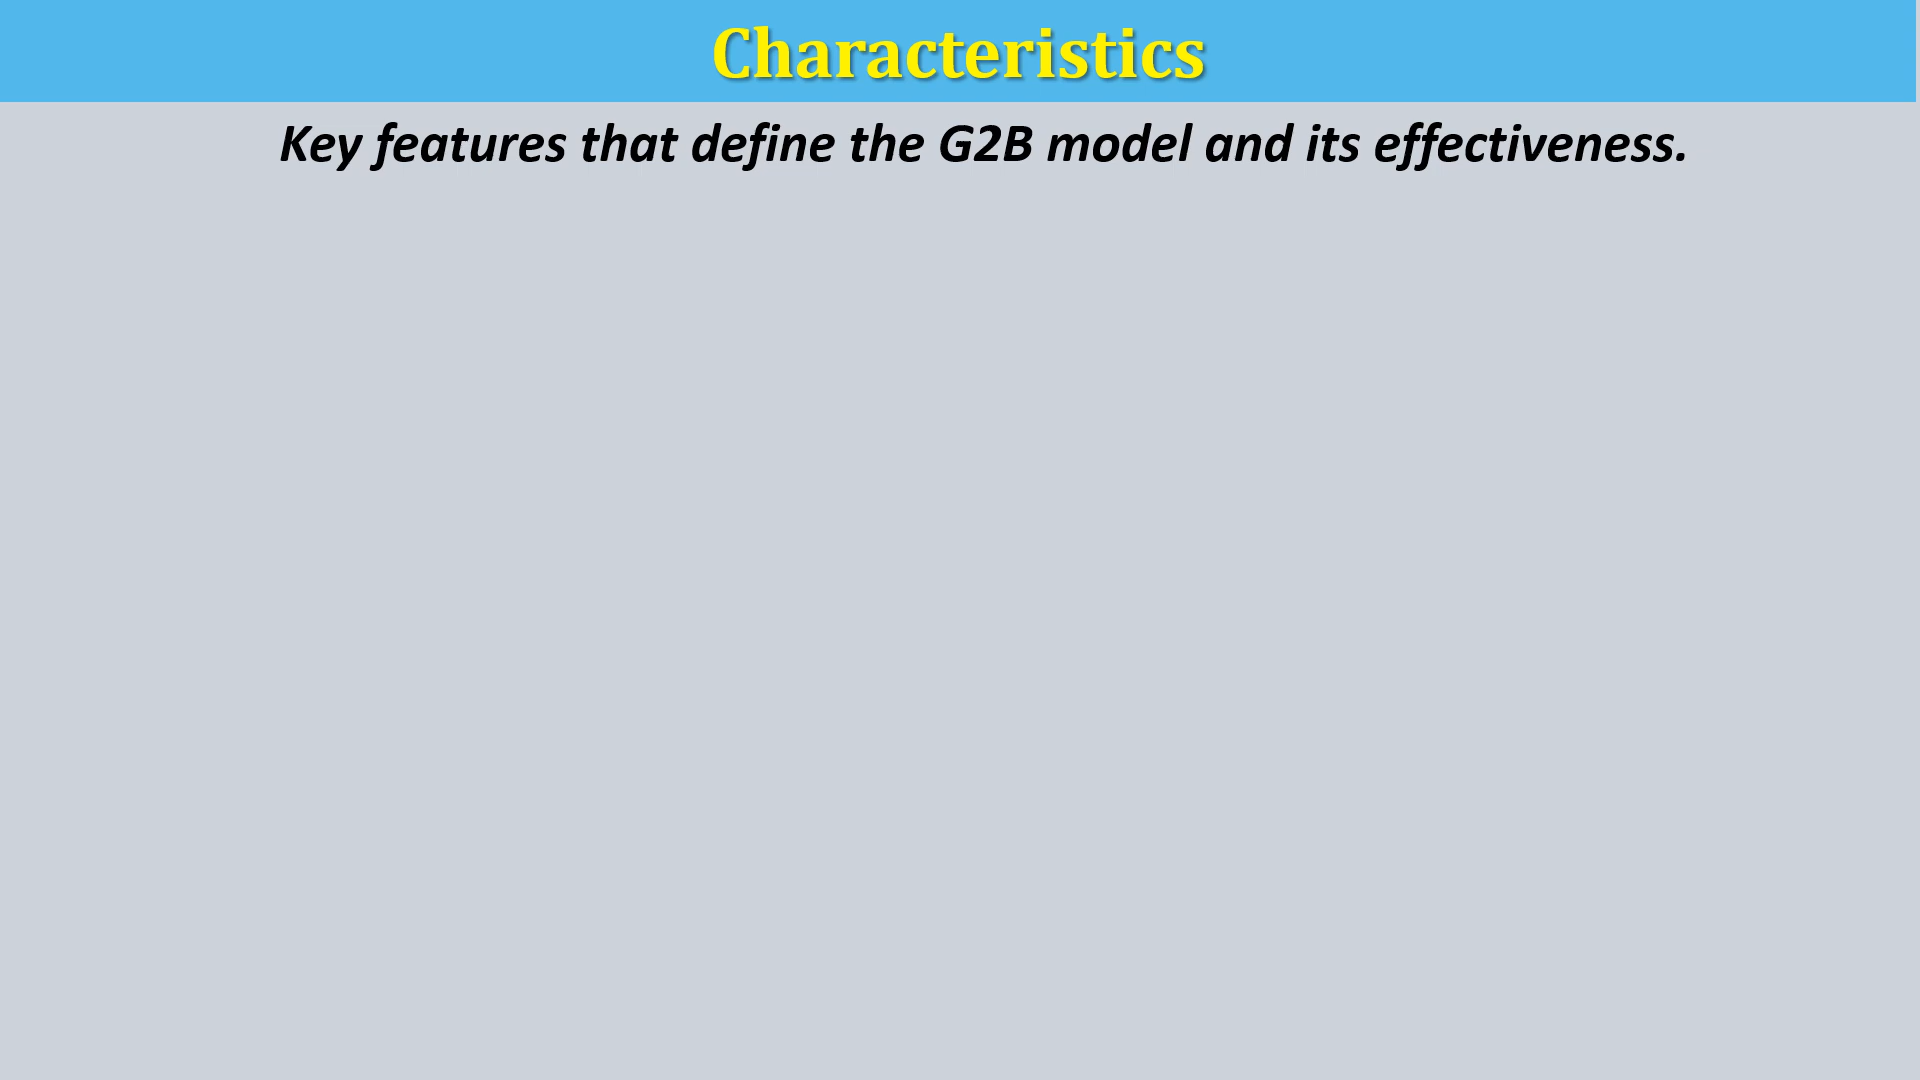 Characteristics
Key features that define the G2B model and its effectiveness.